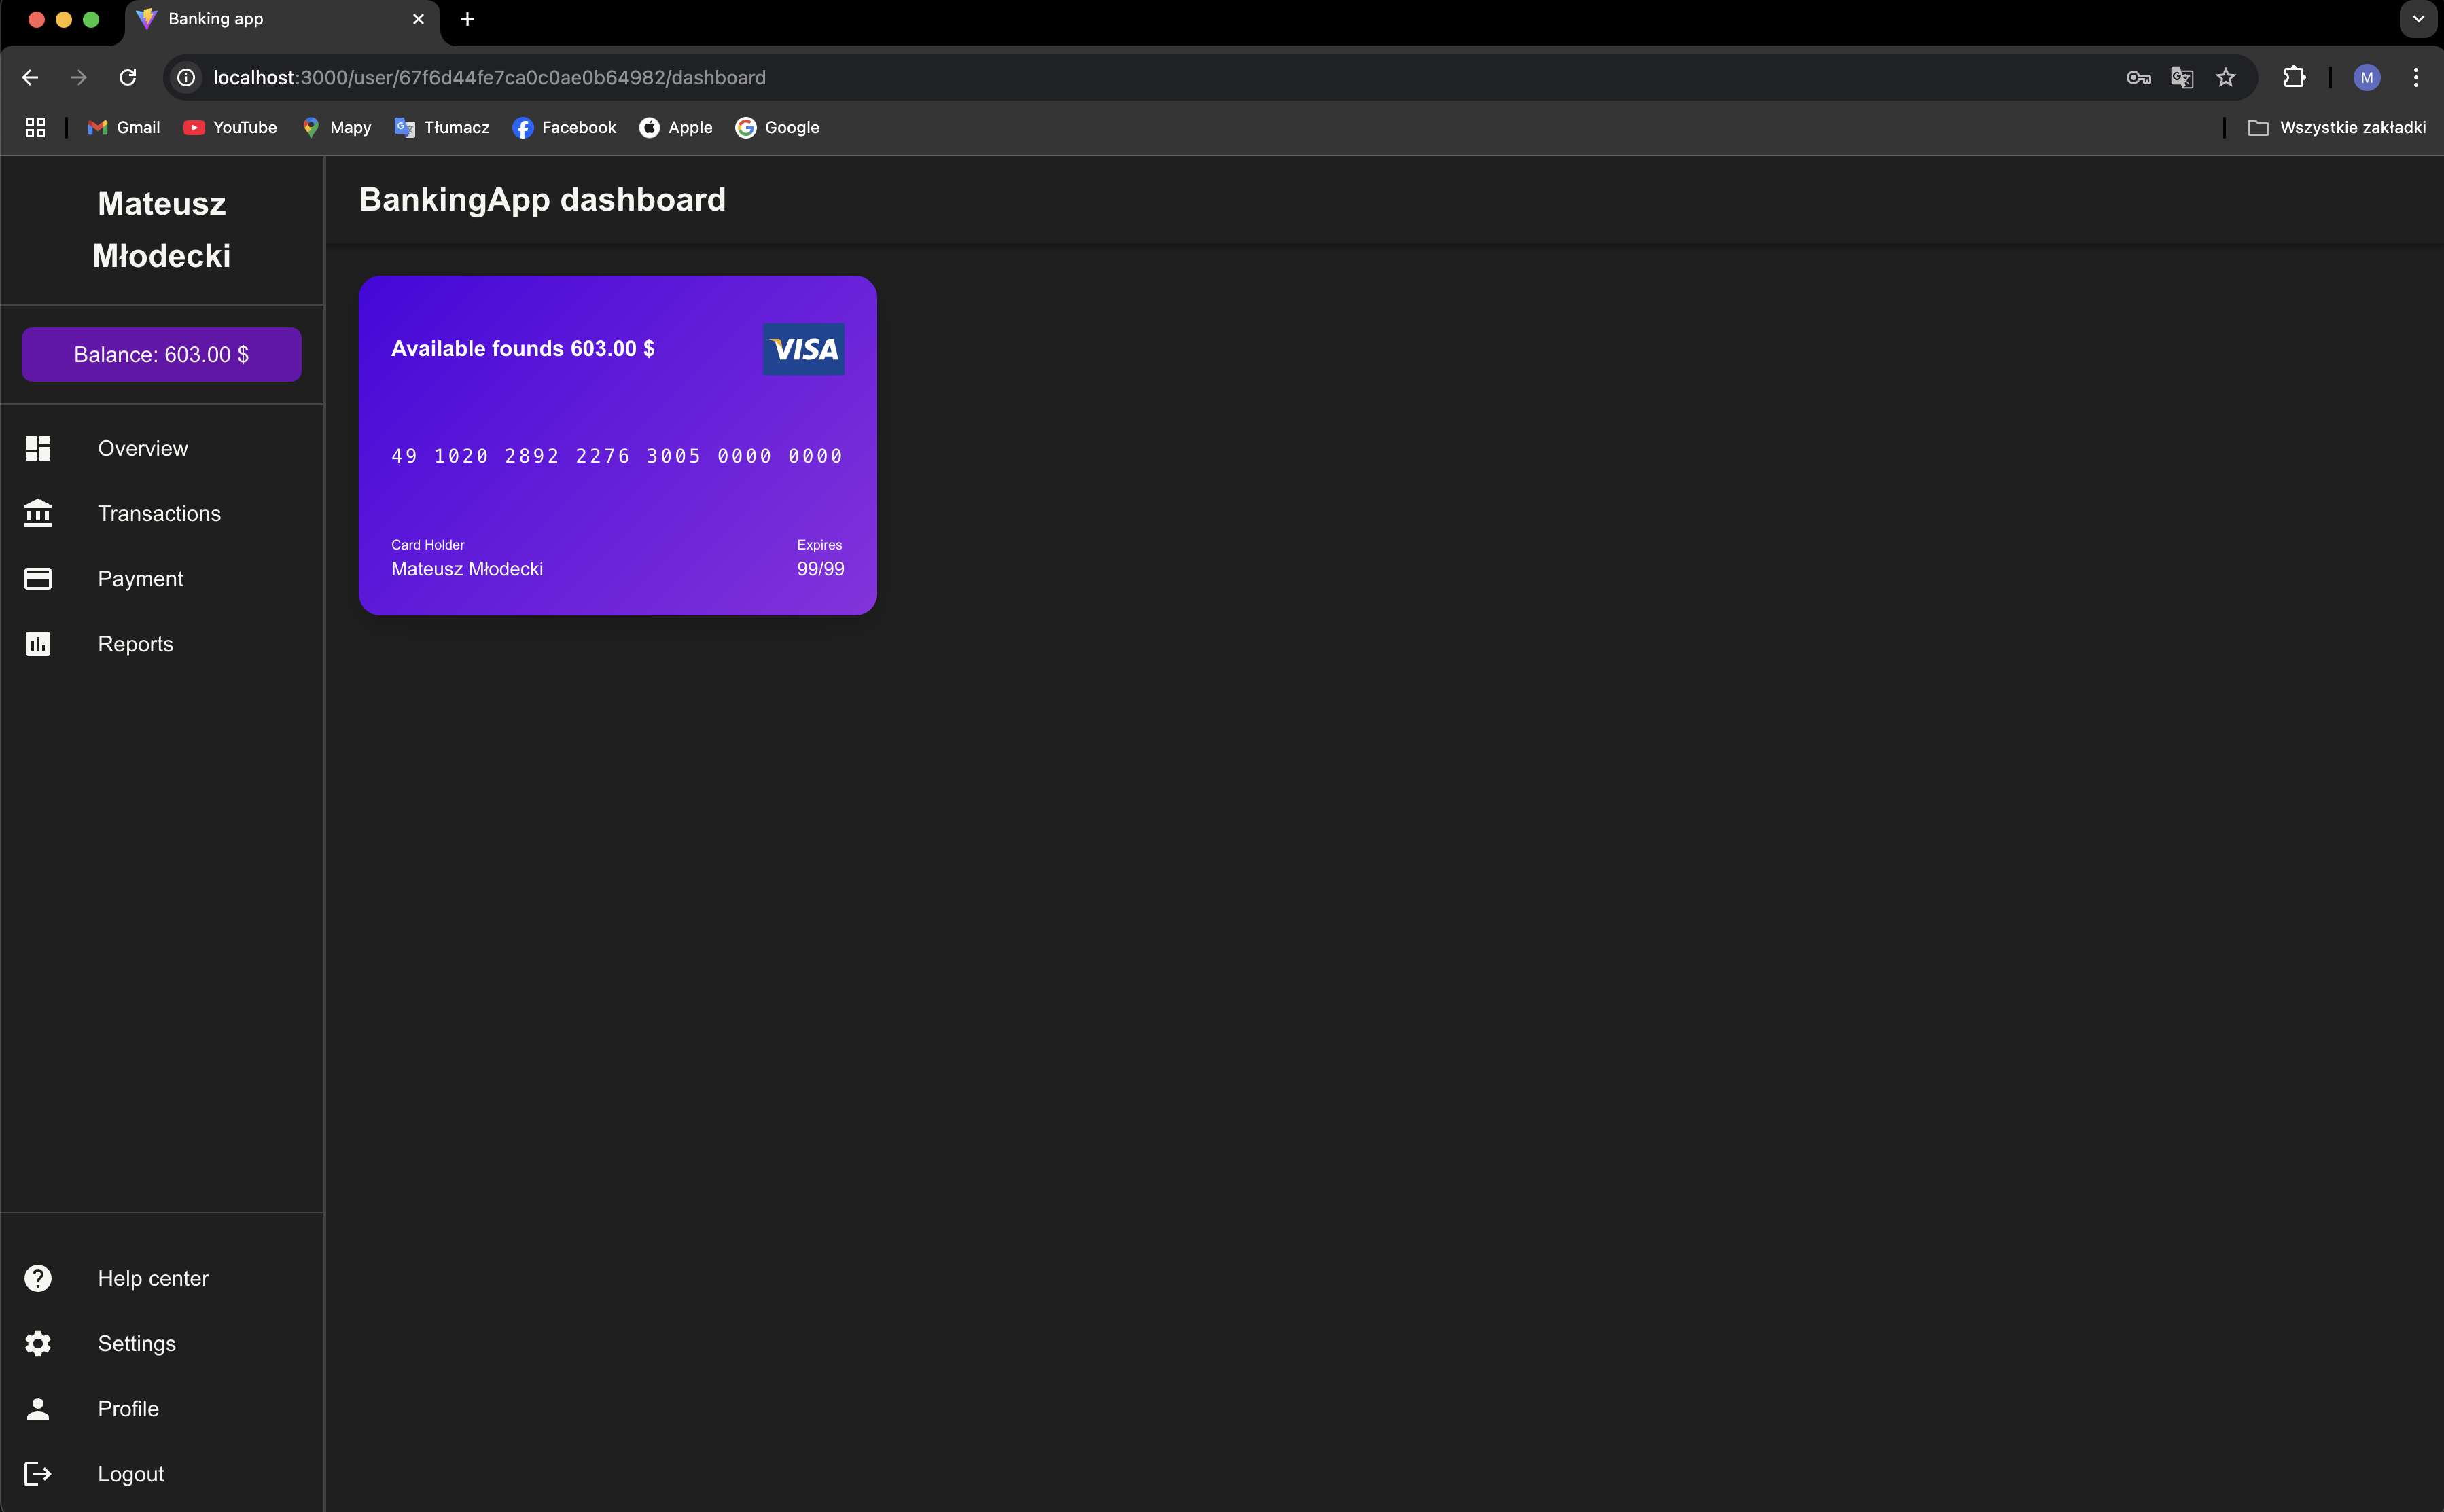 Banking app
localhost:3000/user/67f6d44fe7ca0c0ae0b64982/dashboard
M
Gmail YouTube Mapy Tłumacz Facebook Apple Google Wszystkie zakładki
Mateusz
Młodecki
Balance: 603.00 $
Overview
Transactions
Payment
Reports
Help center
Settings
Profile
Logout
BankingApp dashboard
Available founds 603.00 $
VISA
49 1020 2892 2276 3005 0000 0000
Card Holder
Mateusz Młodecki
Expires
99/99